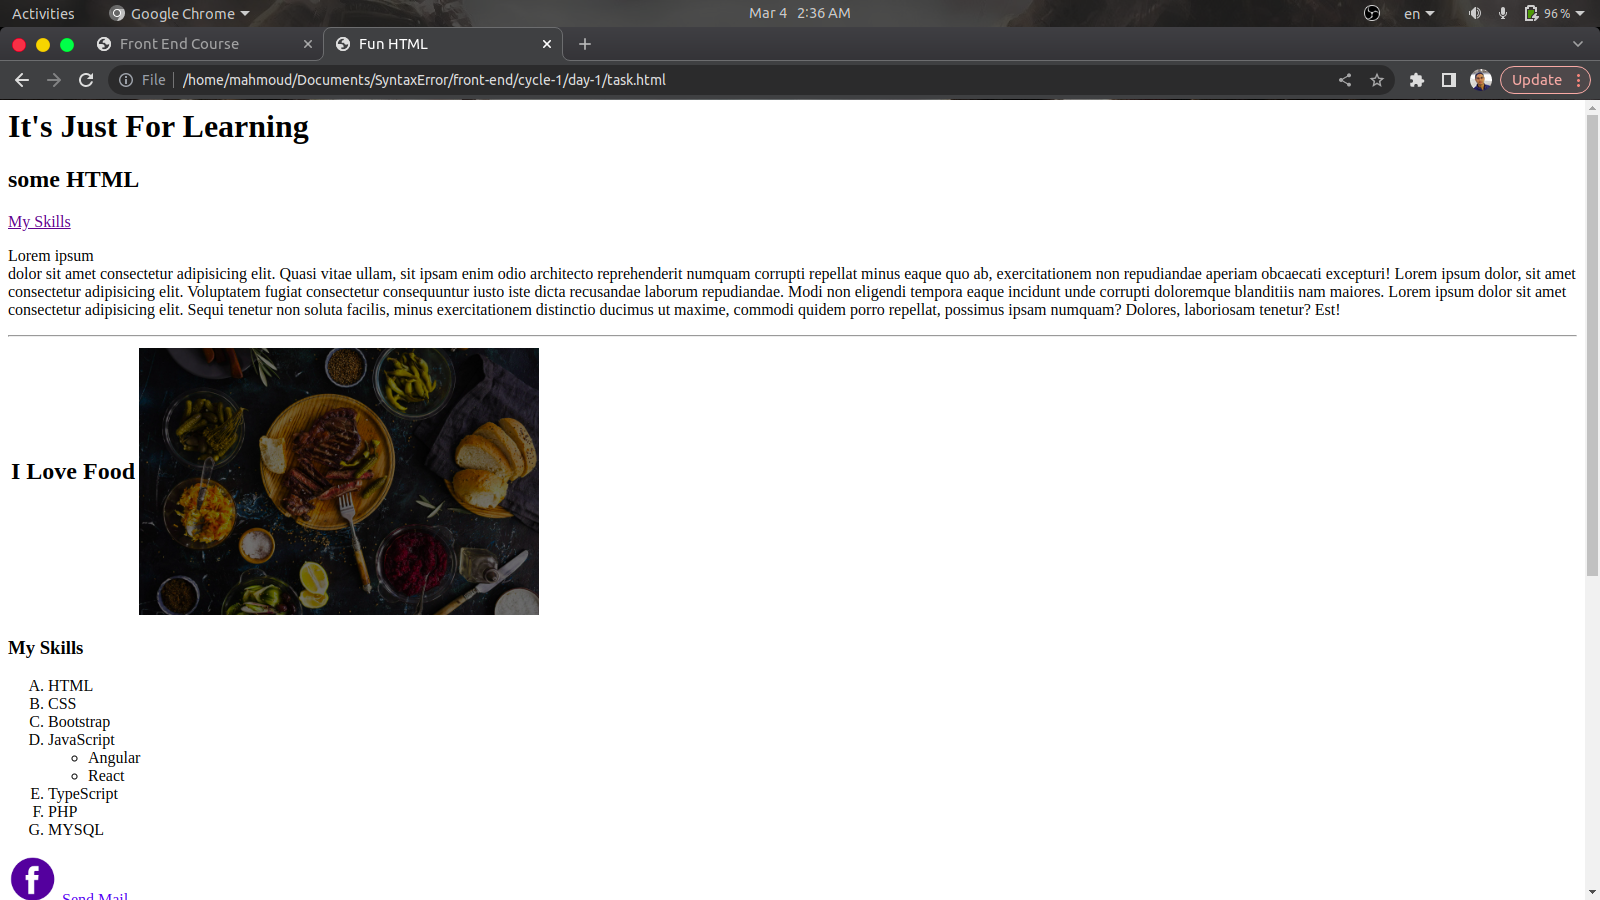 Activities
Google Chrome
Mar 4 2:36 AM
en
96 %
Front End Course
Fun HTML
File
/home/mahmoud/Documents/SyntaxError/front-end/cycle-1/day-1/task.html
Update
It's Just For Learning
some HTML
My Skills
Lorem ipsum
dolor sit amet consectetur adipisicing elit. Quasi vitae ullam, sit ipsam enim odio architecto reprehenderit numquam corrupti repellat minus eaque quo ab, exercitationem non repudiandae aperiam obcaecati excepturi! Lorem ipsum dolor, sit amet
consectetur adipisicing elit. Voluptatem fugiat consectetur consequuntur iusto iste dicta recusandae laborum repudiandae. Modi non eligendi tempora eaque incidunt unde corrupti doloremque blanditiis nam maiores. Lorem ipsum dolor sit amet
consectetur adipisicing elit. Sequi tenetur non soluta facilis, minus exercitationem distinctio ducimus ut maxime, commodi quidem porro repellat, possimus ipsam numquam? Dolores, laboriosam tenetur? Est!
I Love Food
My Skills
A. HTML
B. CSS
C. Bootstrap
D. JavaScript
Angular
React
E. TypeScript
F. PHP
G. MYSQL
Send Mail